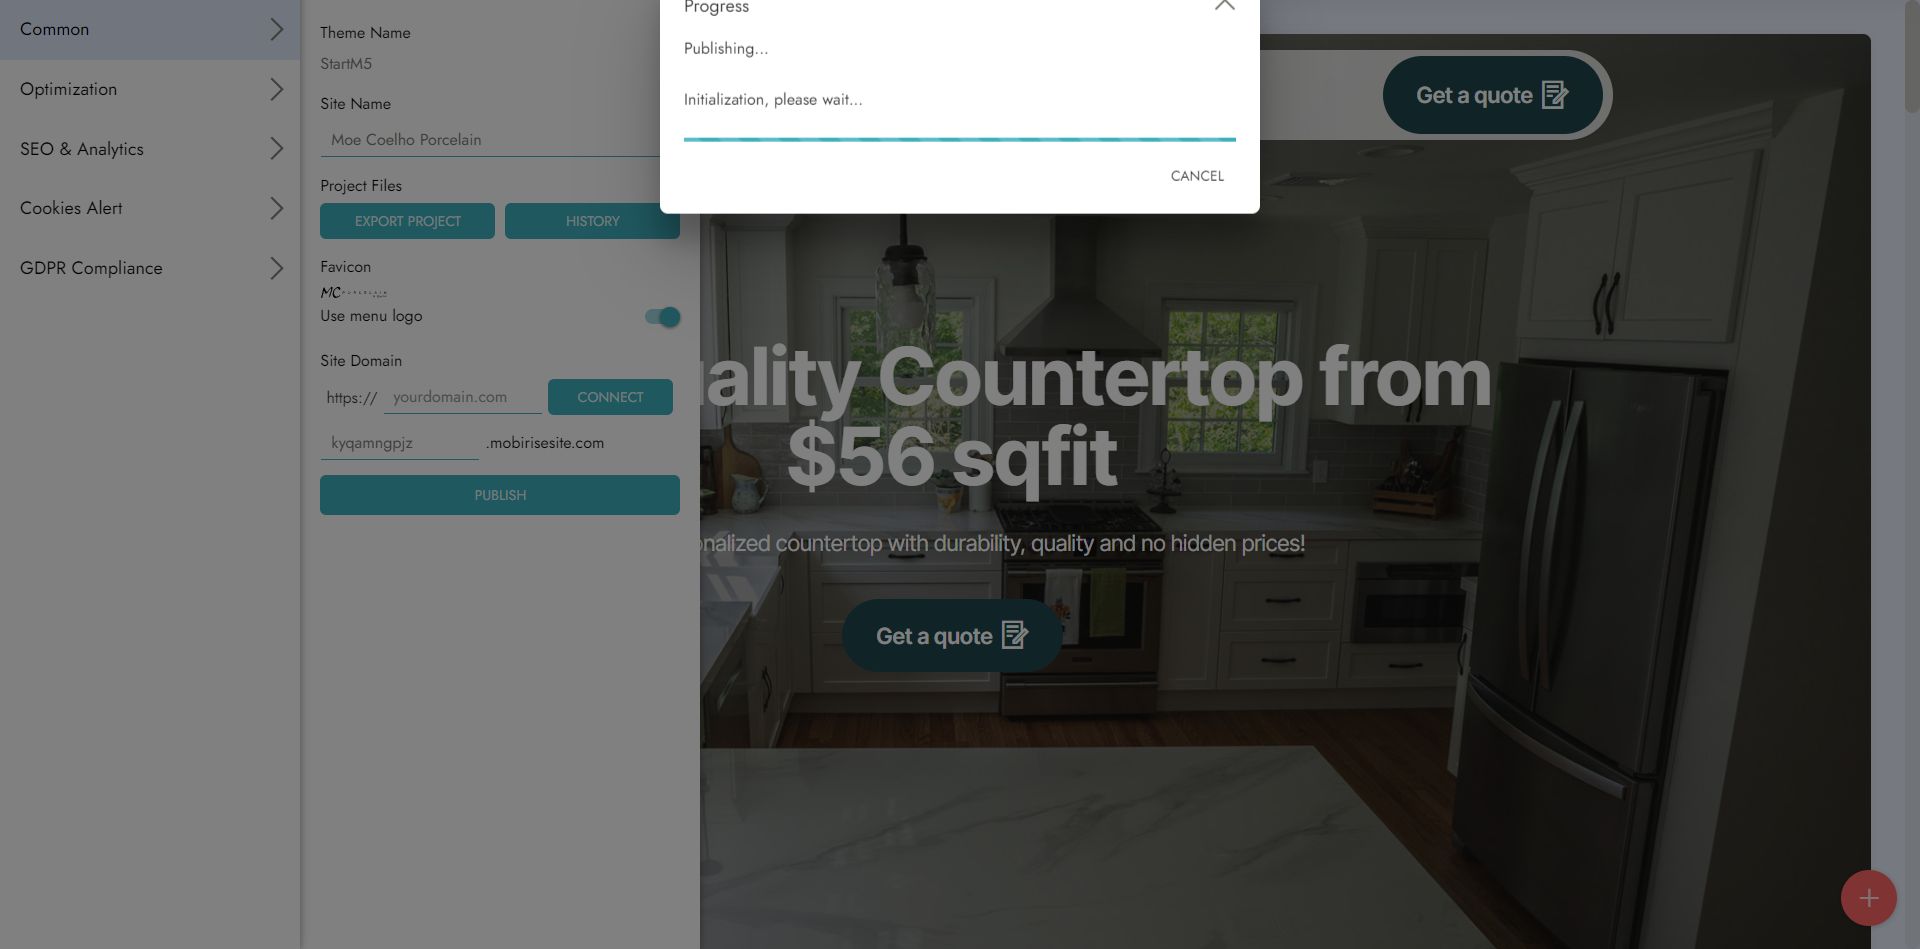 Common
Optimization
SEO & Analytics
Cookies Alert
GDPR Compliance
Theme Name
StartM5
Site Name
Moe Coelho Porcelain
Project Files
EXPORT PROJECT
HISTORY
Favicon
MC
Use menu logo
Site Domain
https://
yourdomain.com
CONNECT
kyqamngpjz
.mobirisesite.com
PUBLISH
Progress
Publishing...
Initialization, please wait...
CANCEL
Get a quote
ality Countertop from
$56 sqfit
onalized countertop with durability, quality and no hidden prices!
Get a quote